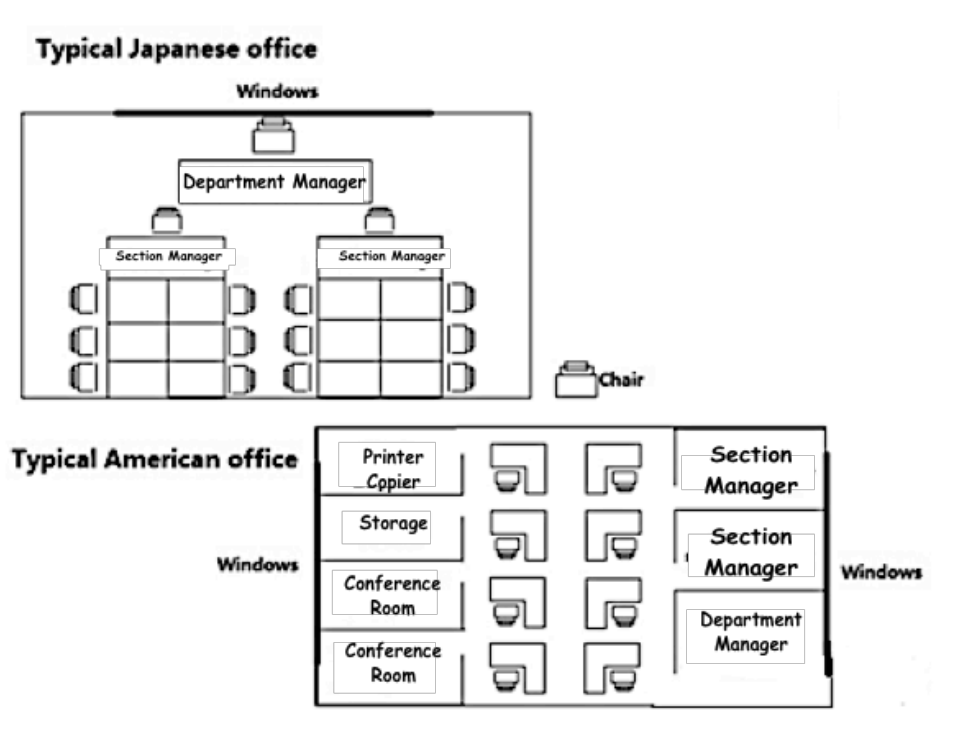 Typical Japanese office
Windows
Department Manager
Section Manager
Section Manager
Chair
Typical American office
Printer
Copier
Storage
Conference
Room
Conference
Room
Section
Manager
Section
Manager
Department
Manager
Windows
Windows